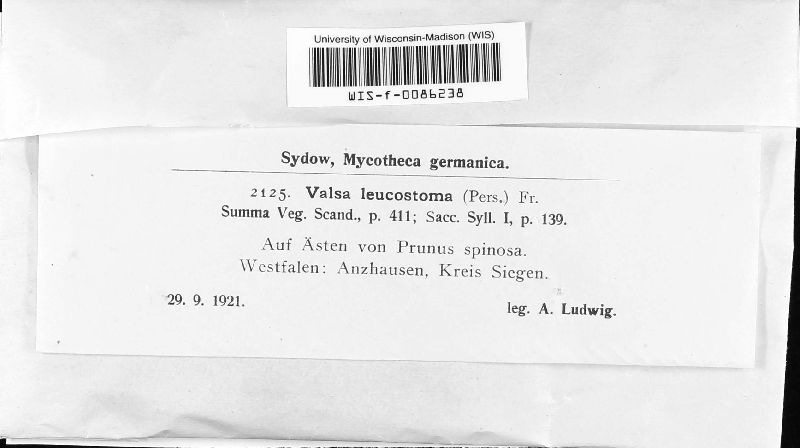 University of Wisconsin-Madison (WIS)
WIS-f-0086238
Sydow, Mycotheca germanica.
2125. Valsa leucostoma (Pers.) Fr.
Summa Veg. Scand., p. 411; Sacc. Syll. I, p. 139.
Auf Ästen von Prunus spinosa.
Westfalen: Anzhausen, Kreis Siegen.
29. 9. 1921.
leg. A. Ludwig.